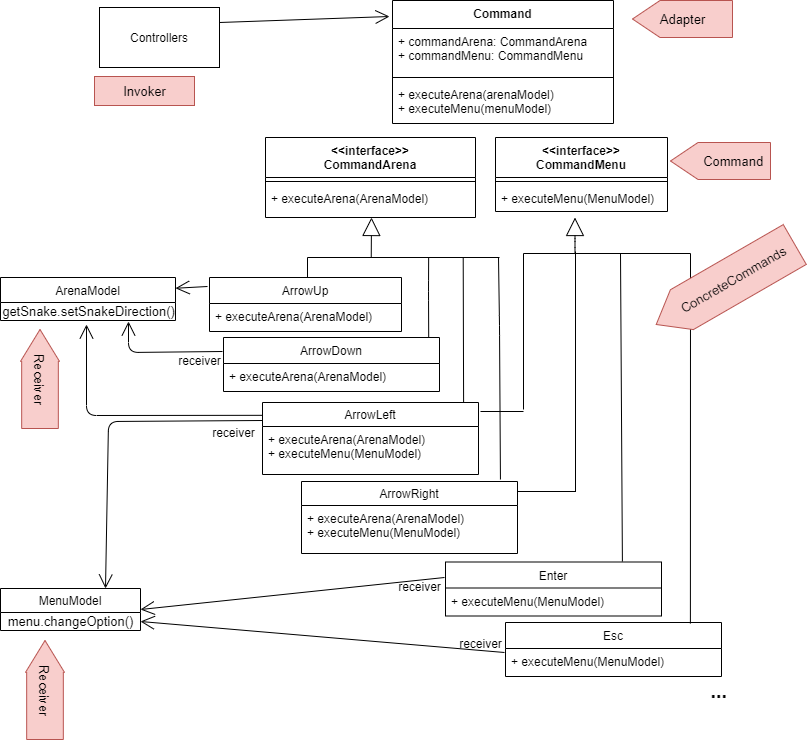 Controllers
Invoker
Command
+ commandArena: CommandArena
+ commandMenu: CommandMenu
+ executeArena(arenaModel)
+ executeMenu(menuModel)
Adapter
<<interface>>
CommandArena
+ executeArena(ArenaModel)
<<interface>>
CommandMenu
+ executeMenu(MenuModel)
Command
ConcreteCommands
ArenaModel
getSnake.setSnakeDirection()
Receiver
ArrowUp
+ executeArena(ArenaModel)
receiver
ArrowDown
+ executeArena(ArenaModel)
receiver
ArrowLeft
+ executeArena(ArenaModel)
+ executeMenu(MenuModel)
ArrowRight
+ executeArena(ArenaModel)
+ executeMenu(MenuModel)
receiver
Enter
+ executeMenu(MenuModel)
MenuModel
menu.changeOption()
Receiver
receiver
Esc
+ executeMenu(MenuModel)
...